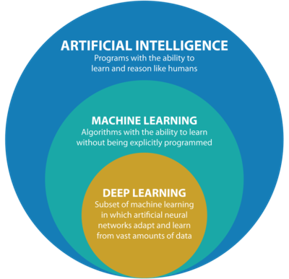 ARTIFICIAL INTELLIGENCE
Programs with the ability to
learn and reason like humans
MACHINE LEARNING
Algorithms with the ability to learn
without being explicitly programmed
DEEP LEARNING
Subset of machine learning
in which artificial neural
networks adapt and learn
from vast amounts of data